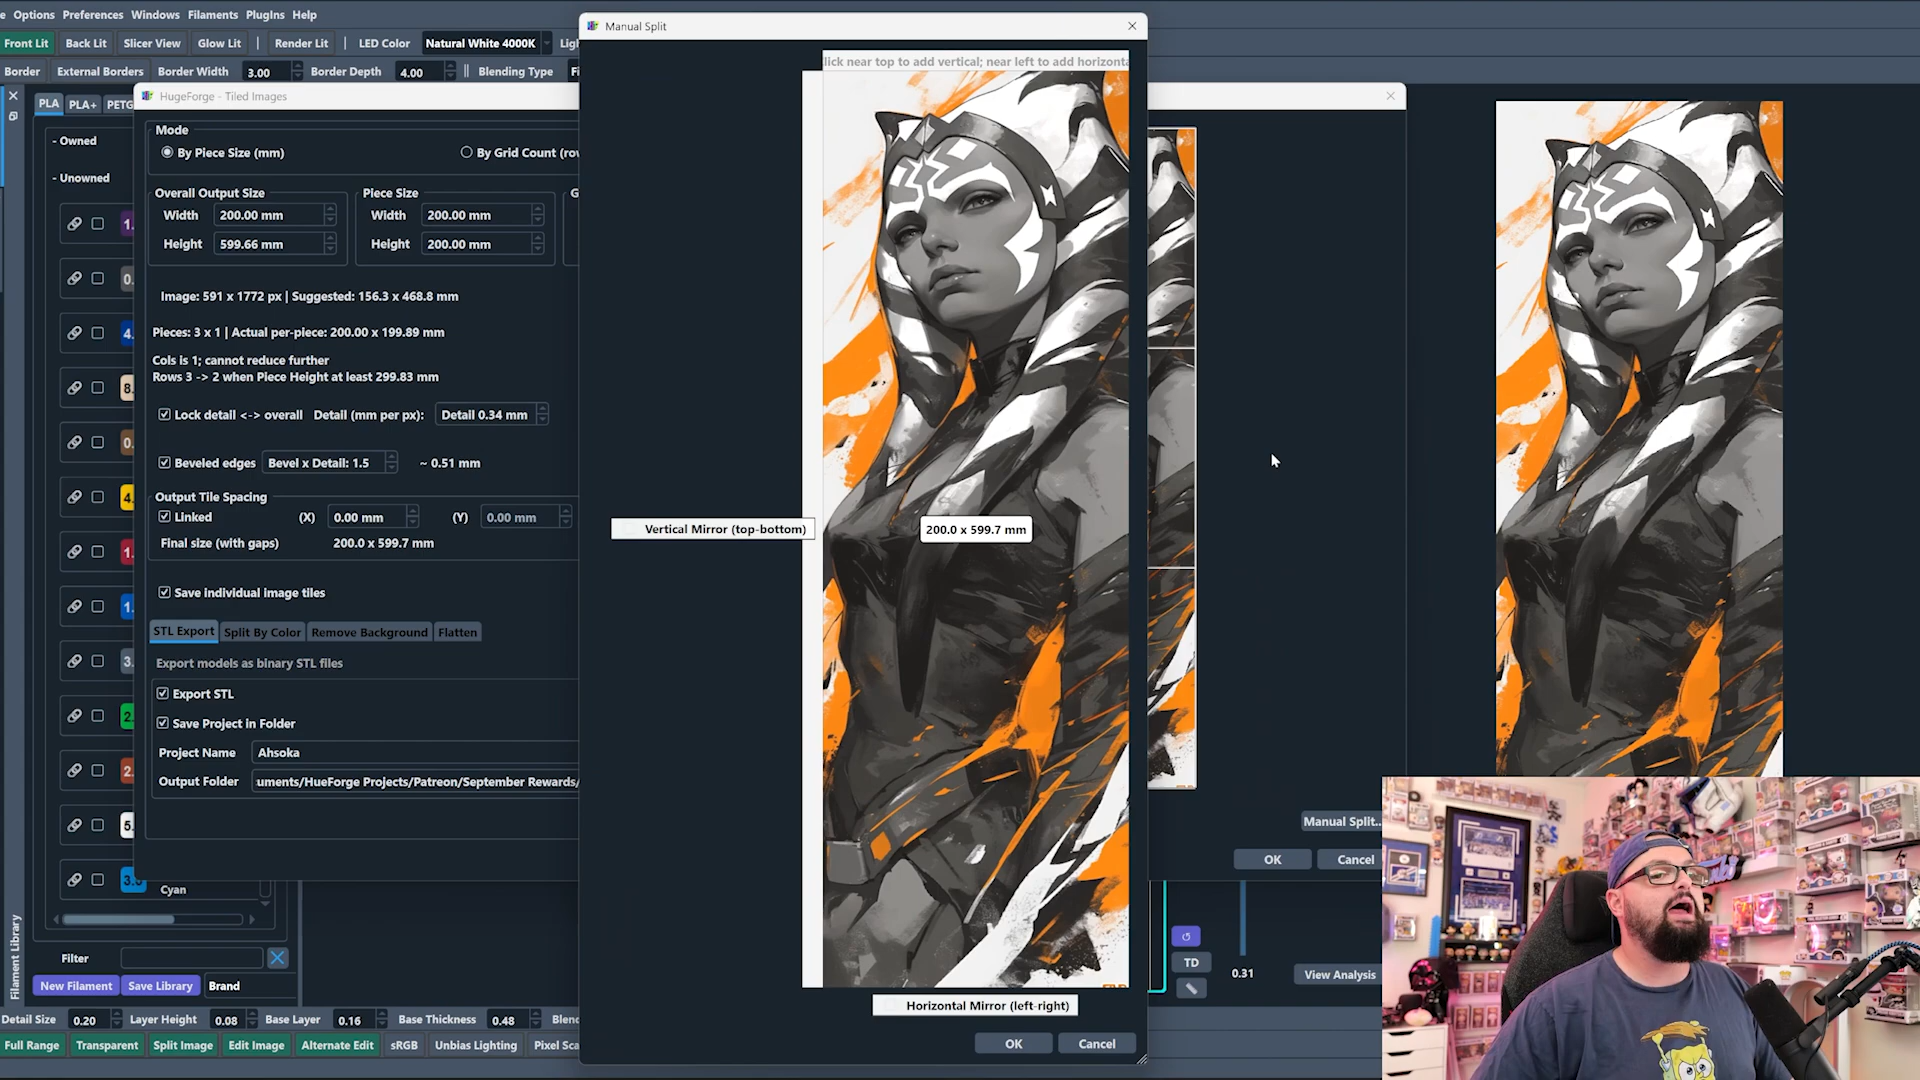 Options Preferences Windows Filaments PlugIns Help
Front Lit Back Lit Slicer View Glow Lit | Render Lit | LED Color Natural White 4000K
Border External Borders Border Width 3.00 Border Depth 4.00 || Blending Type
PLA PLA+ PETG
- Owned
- Unowned
Cyan
Filament Library
Filter
New Filament Save Library Brand
HugeForge - Tiled Images
Mode
By Piece Size (mm) By Grid Count (rov
Overall Output Size
Width 200.00 mm
Height 599.66 mm
Piece Size
Width 200.00 mm
Height 200.00 mm
Image: 591 x 1772 px | Suggested: 156.3 x 468.8 mm
Pieces: 3 x 1 | Actual per-piece: 200.00 x 199.89 mm
Cols is 1; cannot reduce further
Rows 3 -> 2 when Piece Height at least 299.83 mm
Lock detail <-> overall Detail (mm per px): Detail 0.34 mm
Beveled edges Bevel x Detail: 1.5 ~ 0.51 mm
Output Tile Spacing
Linked (X) 0.00 mm (Y) 0.00 mm
Final size (with gaps) 200.0 x 599.7 mm
Save individual image tiles
STL Export Split By Color Remove Background Flatten
Export models as binary STL files
Export STL
Save Project in Folder
Project Name Ahsoka
Output Folder uments/HueForge Projects/Patreon/September Rewards/
Manual Split
lick near top to add vertical; near left to add horizonta
Vertical Mirror (top-bottom)
200.0 x 599.7 mm
Horizontal Mirror (left-right)
OK Cancel
Manual Split..
OK Cancel
TD
0.31
View Analysis
Detail Size 0.20 Layer Height 0.08 Base Layer 0.16 Base Thickness 0.48
Full Range Transparent Split Image Edit Image Alternate Edit sRGB Unbias Lighting Pixel Sca